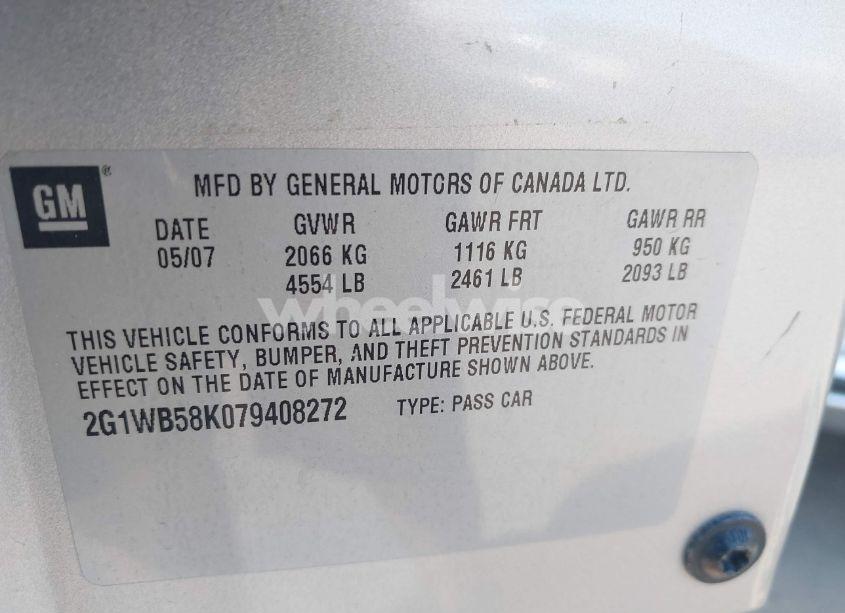 GM®
MFD BY GENERAL MOTORS OF CANADA LTD.
DATE GVWR GAWR FRT GAWR RR
05/07 2066 KG 1116 KG 950 KG
4554 LB 2461 LB 2093 LB
wheelwise
THIS VEHICLE CONFORMS TO ALL APPLICABLE U.S. FEDERAL MOTOR
VEHICLE SAFETY, BUMPER, AND THEFT PREVENTION STANDARDS IN
EFFECT ON THE DATE OF MANUFACTURE SHOWN ABOVE.
2G1WB58K079408272 TYPE: PASS CAR